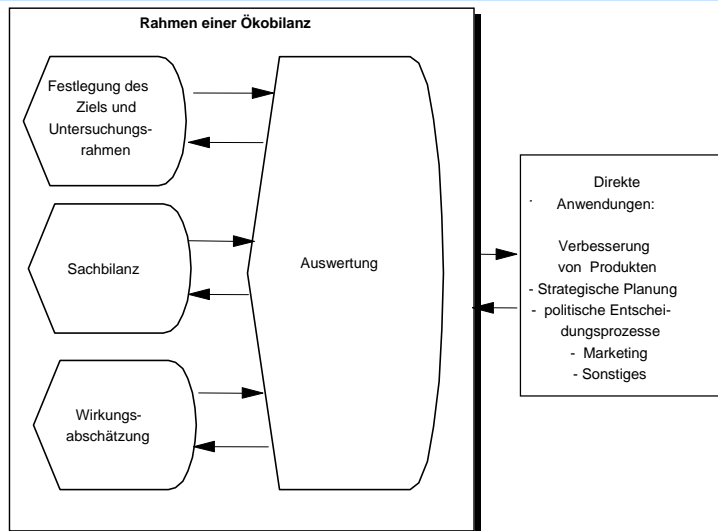 Rahmen einer Ökobilanz
Festlegung des
Ziels und
Untersuchungs-
rahmen
Sachbilanz
Wirkungs-
abschätzung
Auswertung
Direkte
Anwendungen:
Verbesserung
von Produkten
- Strategische Planung
- politische Entschei-
dungsprozesse
- Marketing
- Sonstiges